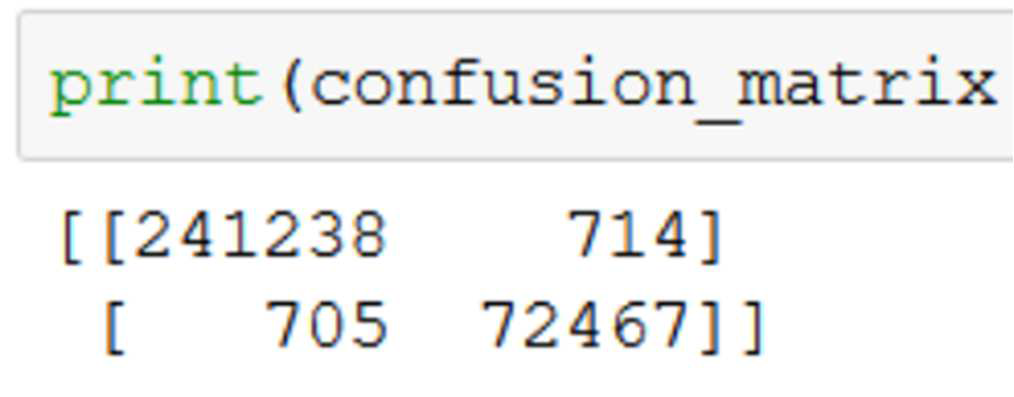 print(confusion_matrix
[[241238    714]
 [   705  72467]]